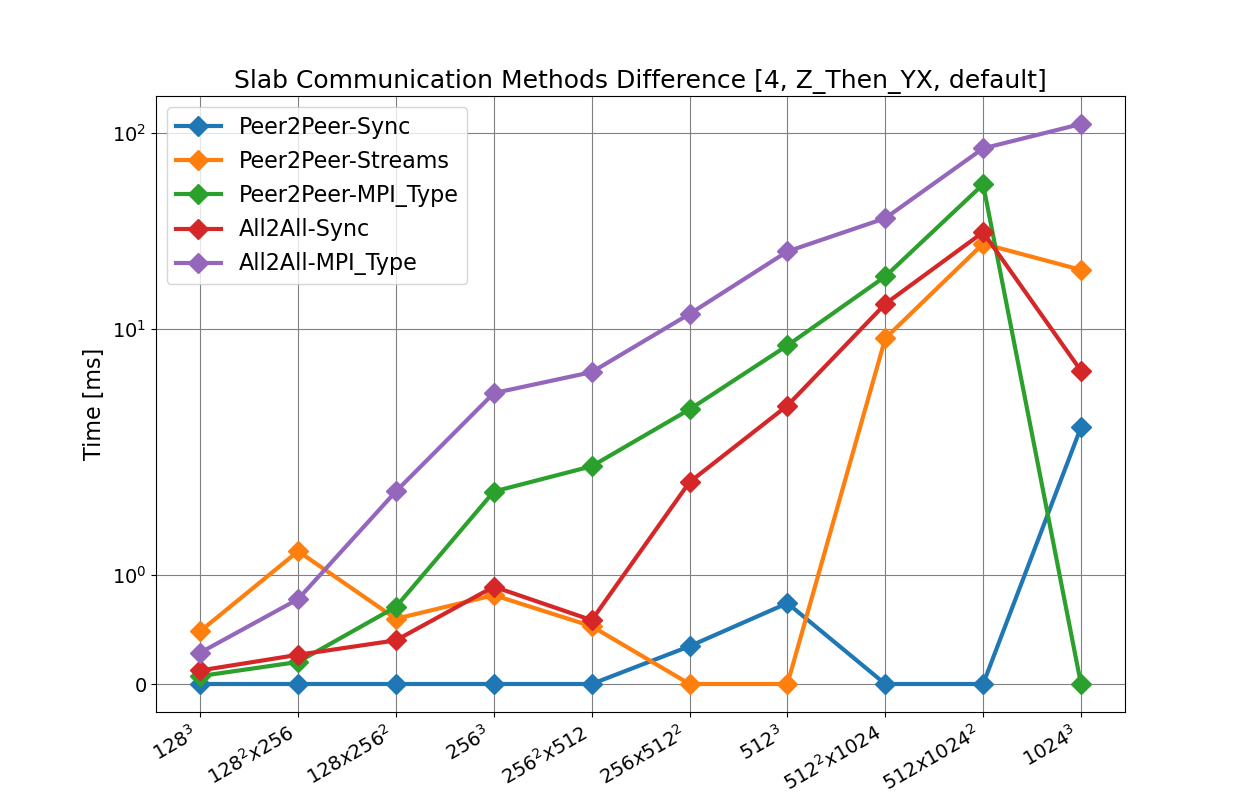 Slab Communication Methods Difference [4, Z_Then_YX, default]
Peer2Peer-Sync
Peer2Peer-Streams
Peer2Peer-MPI_Type
All2All-Sync
All2All-MPI_Type
Time [ms]
10²
10¹
10⁰
0
128³
128²x256
128x256²
256³
256²x512
256x512²
512³
512²x1024
512x1024²
1024³